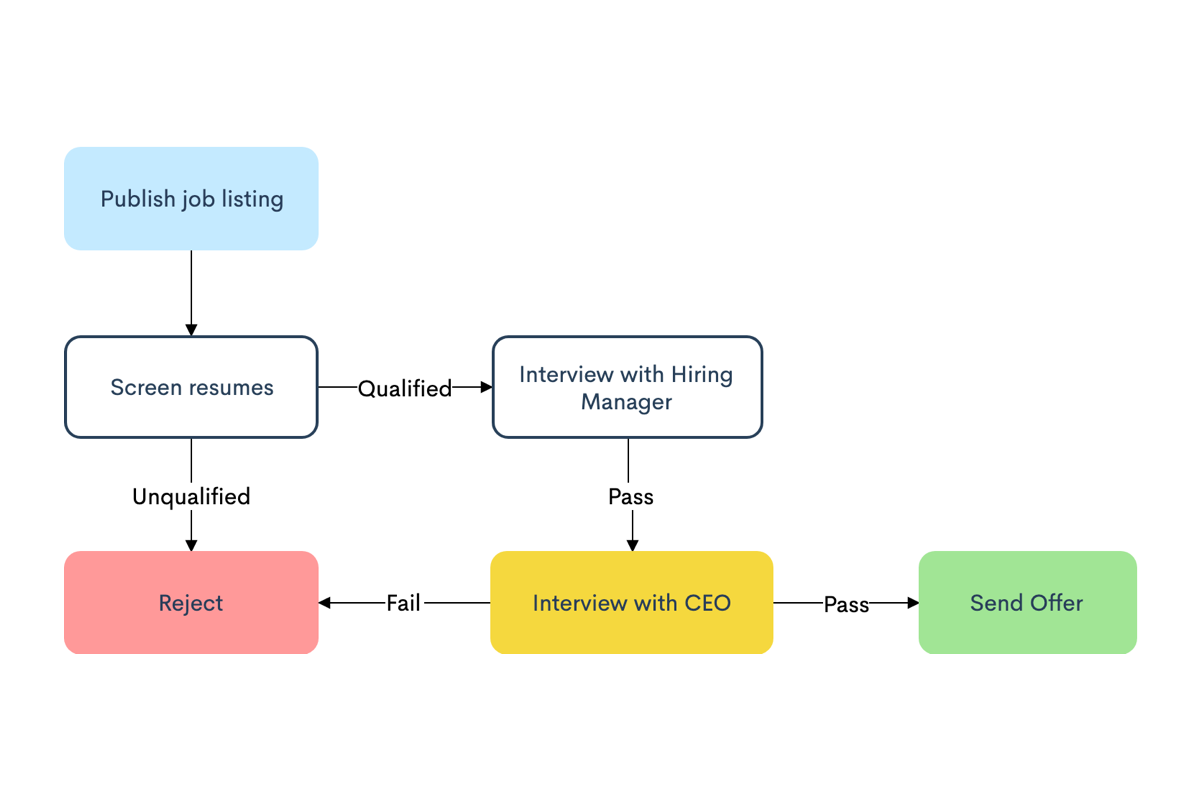 Publish job listing
Screen resumes
Qualified
Interview with Hiring
Manager
Unqualified
Pass
Reject
Fail
Interview with CEO
Pass
Send Offer